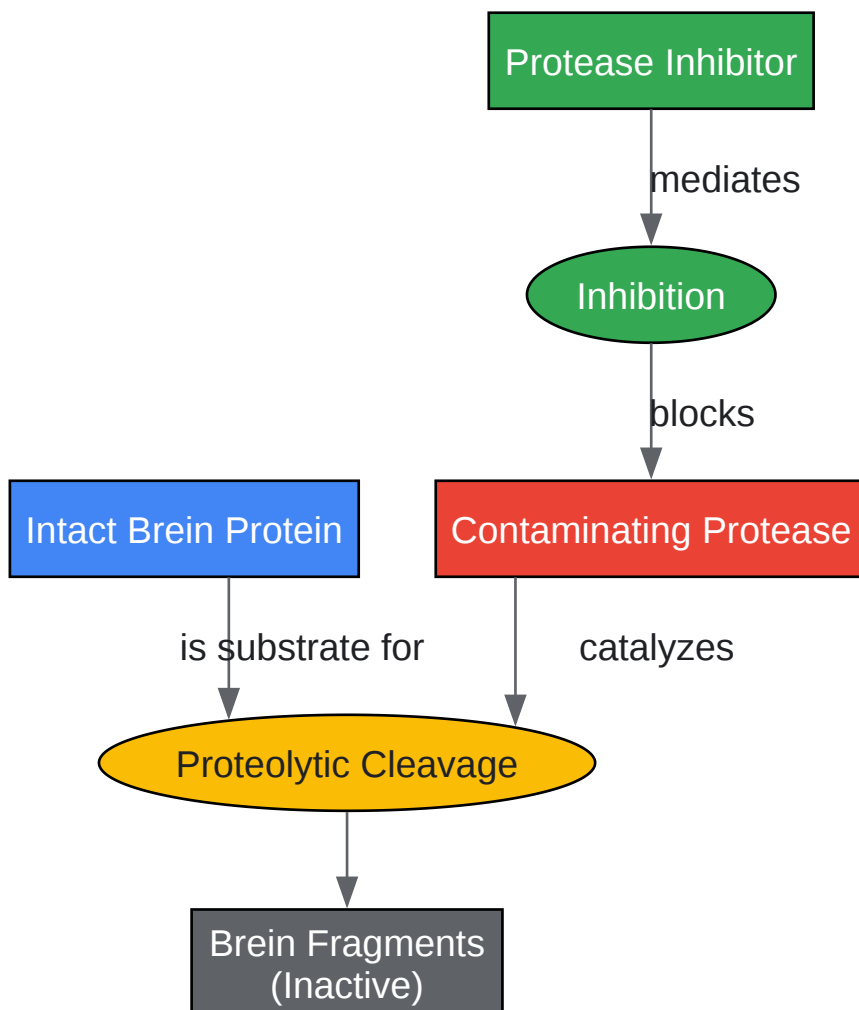 Protease Inhibitor
mediates
Inhibition
blocks
Intact Brein Protein
Contaminating Protease
is substrate for
catalyzes
Proteolytic Cleavage
Brein Fragments
(Inactive)